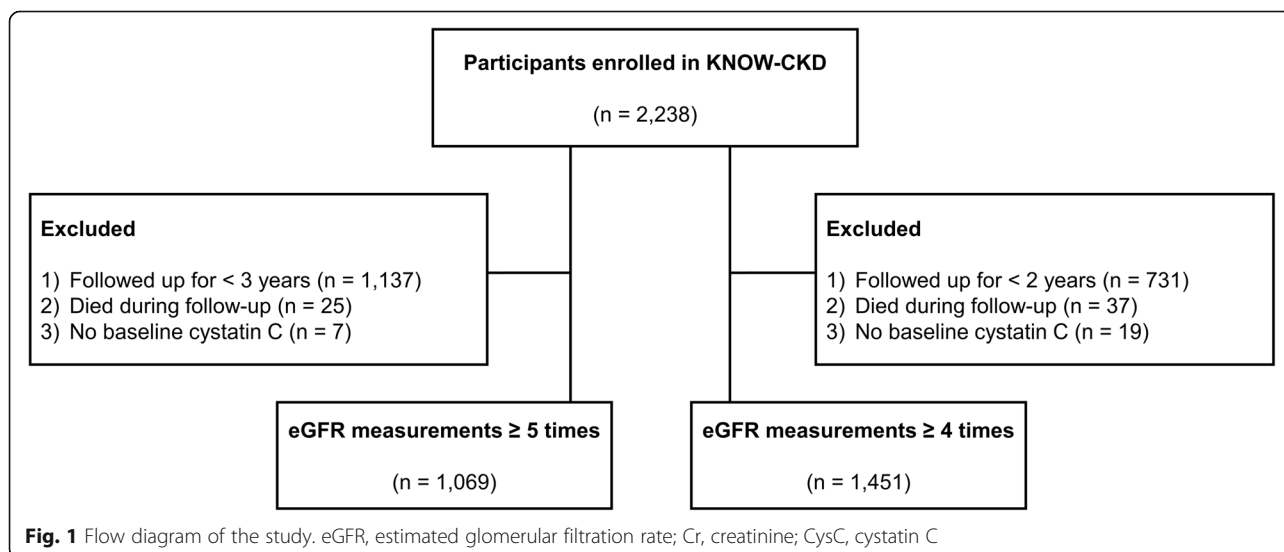 Participants enrolled in KNOW-CKD
(n = 2,238)
Excluded
1) Followed up for < 3 years (n = 1,137)
2) Died during follow-up (n = 25)
3) No baseline cystatin C (n = 7)
Excluded
1) Followed up for < 2 years (n = 731)
2) Died during follow-up (n = 37)
3) No baseline cystatin C (n = 19)
eGFR measurements ≥ 5 times
(n = 1,069)
eGFR measurements ≥ 4 times
(n = 1,451)
Fig. 1 Flow diagram of the study. eGFR, estimated glomerular filtration rate; Cr, creatinine; CysC, cystatin C